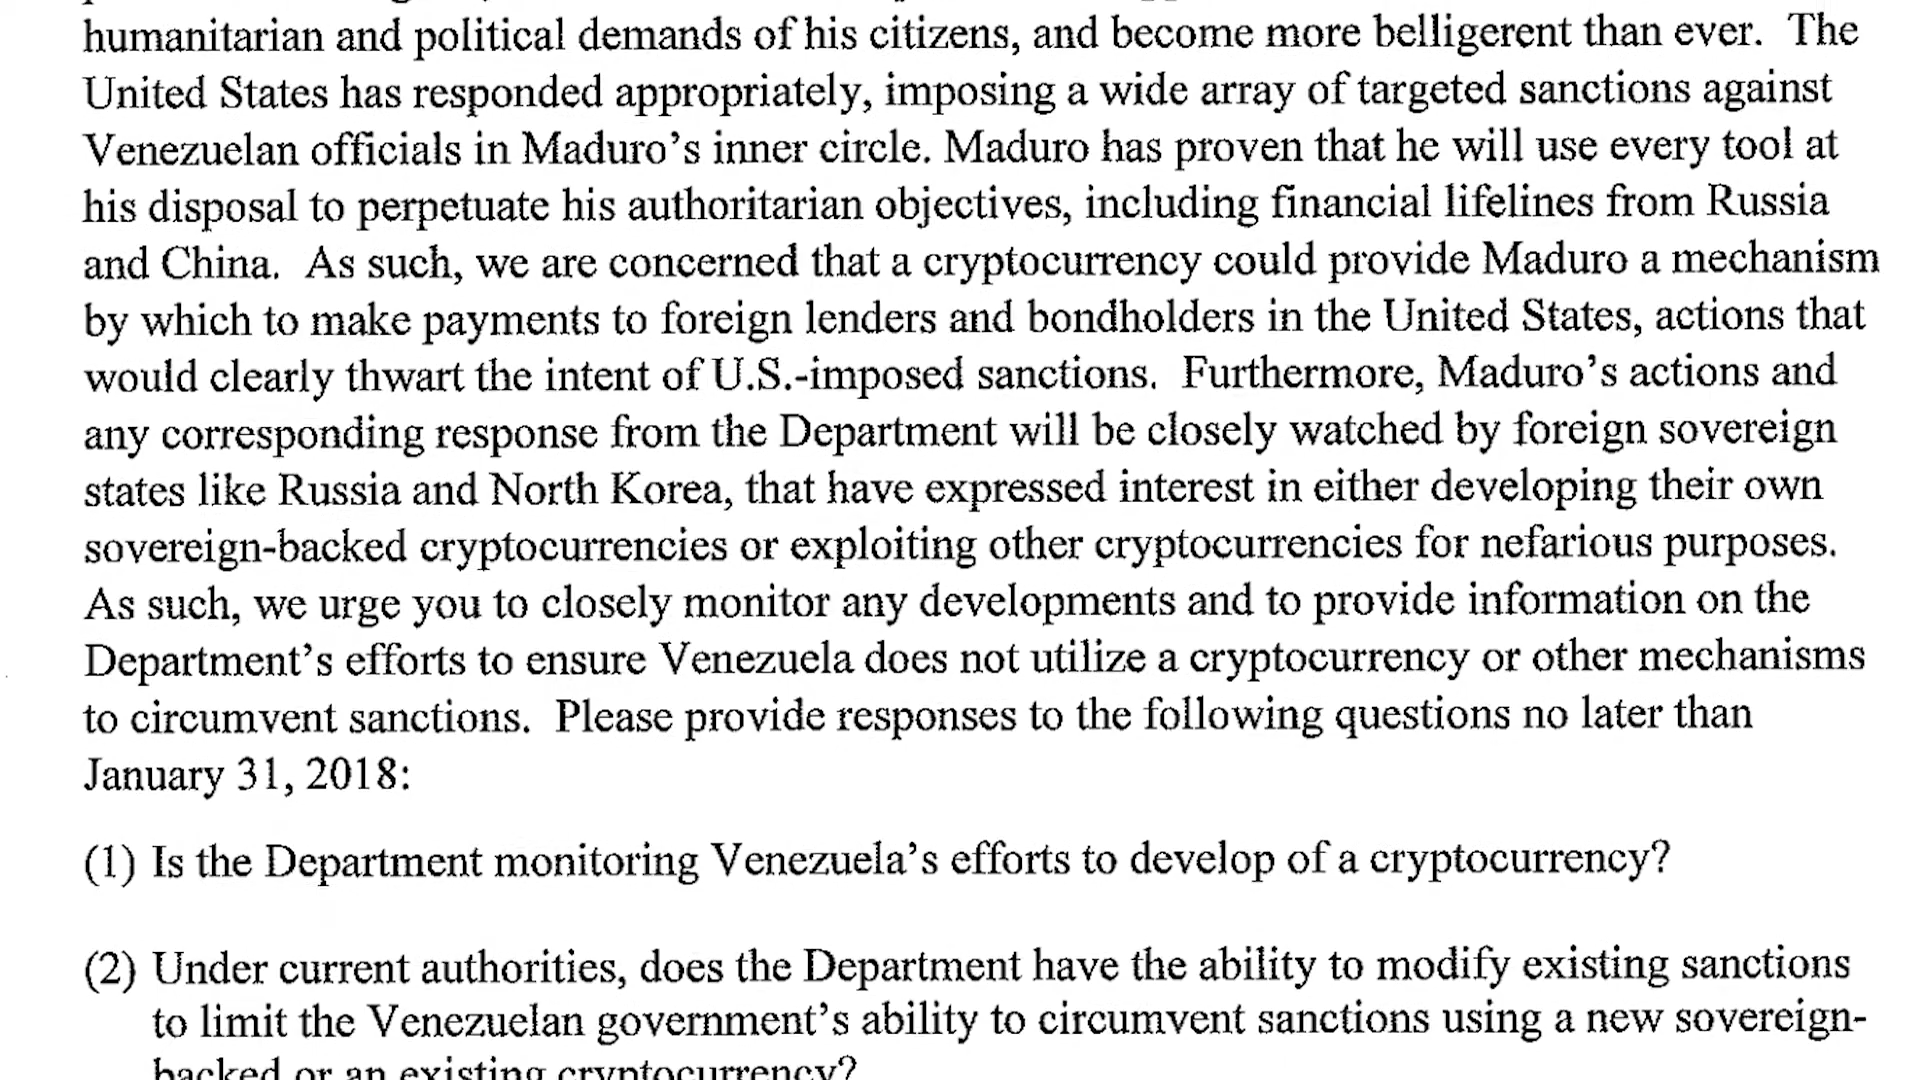 humanitarian and political demands of his citizens, and become more belligerent than ever. The
United States has responded appropriately, imposing a wide array of targeted sanctions against
Venezuelan officials in Maduro’s inner circle. Maduro has proven that he will use every tool at
his disposal to perpetuate his authoritarian objectives, including financial lifelines from Russia
and China. As such, we are concerned that a cryptocurrency could provide Maduro a mechanism
by which to make payments to foreign lenders and bondholders in the United States, actions that
would clearly thwart the intent of U.S.-imposed sanctions. Furthermore, Maduro’s actions and
any corresponding response from the Department will be closely watched by foreign sovereign
states like Russia and North Korea, that have expressed interest in either developing their own
sovereign-backed cryptocurrencies or exploiting other cryptocurrencies for nefarious purposes.
As such, we urge you to closely monitor any developments and to provide information on the
Department’s efforts to ensure Venezuela does not utilize a cryptocurrency or other mechanisms
to circumvent sanctions. Please provide responses to the following questions no later than
January 31, 2018:
(1) Is the Department monitoring Venezuela’s efforts to develop of a cryptocurrency?
(2) Under current authorities, does the Department have the ability to modify existing sanctions
to limit the Venezuelan government’s ability to circumvent sanctions using a new sovereign-
backed or an existing cryptocurrency?